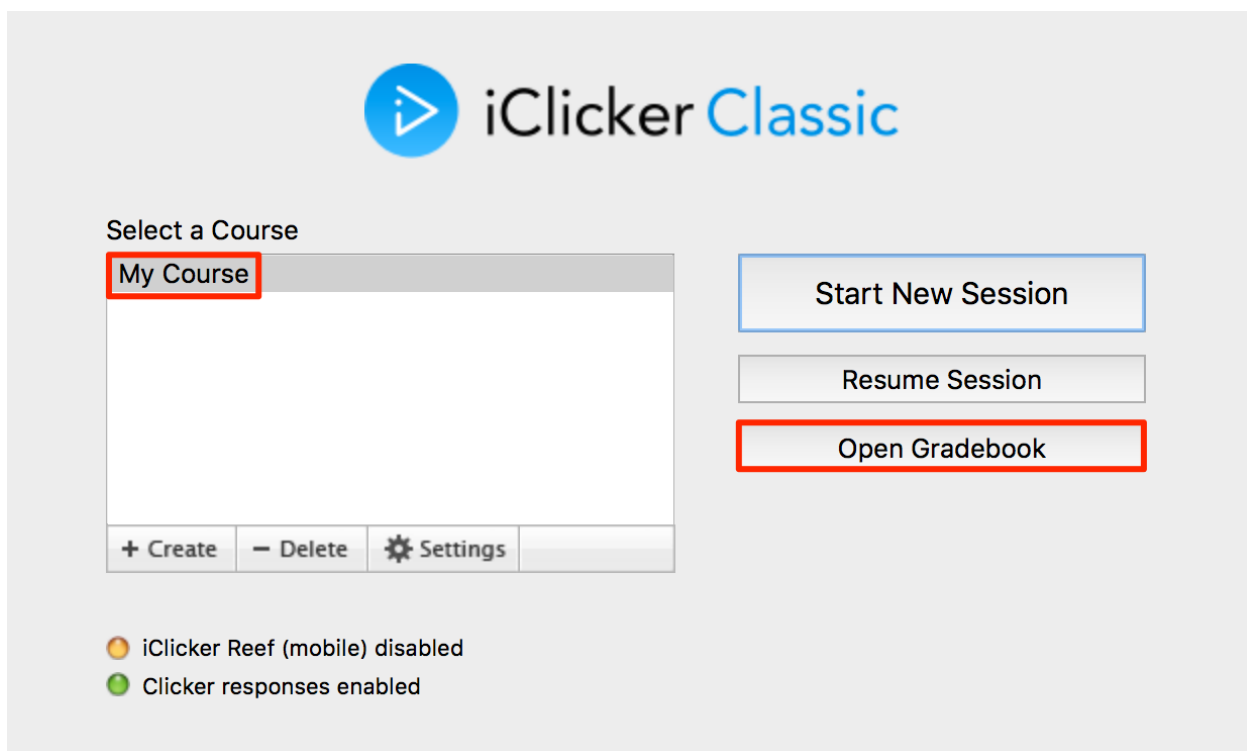 iClicker Classic
Select a Course
My Course
Start New Session
Resume Session
Open Gradebook
+ Create
− Delete
Settings
iClicker Reef (mobile) disabled
Clicker responses enabled